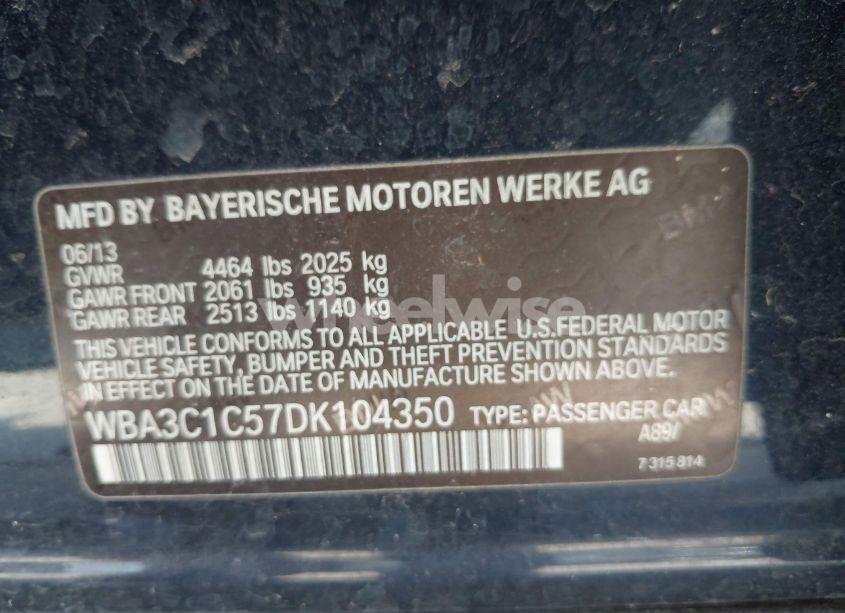 MFD BY BAYERISCHE MOTOREN WERKE AG
06/13
GVWR 4464 lbs 2025 kg
GAWR FRONT 2061 lbs 935 kg
GAWR REAR 2513 lbs 1140 kg
wheelwise
THIS VEHICLE CONFORMS TO ALL APPLICABLE U.S.FEDERAL MOTOR
VEHICLE SAFETY, BUMPER AND THEFT PREVENTION STANDARDS
IN EFFECT ON THE DATE OF MANUFACTURE SHOWN ABOVE.
WBA3C1C57DK104350 TYPE: PASSENGER CAR
A89/
7 315 814